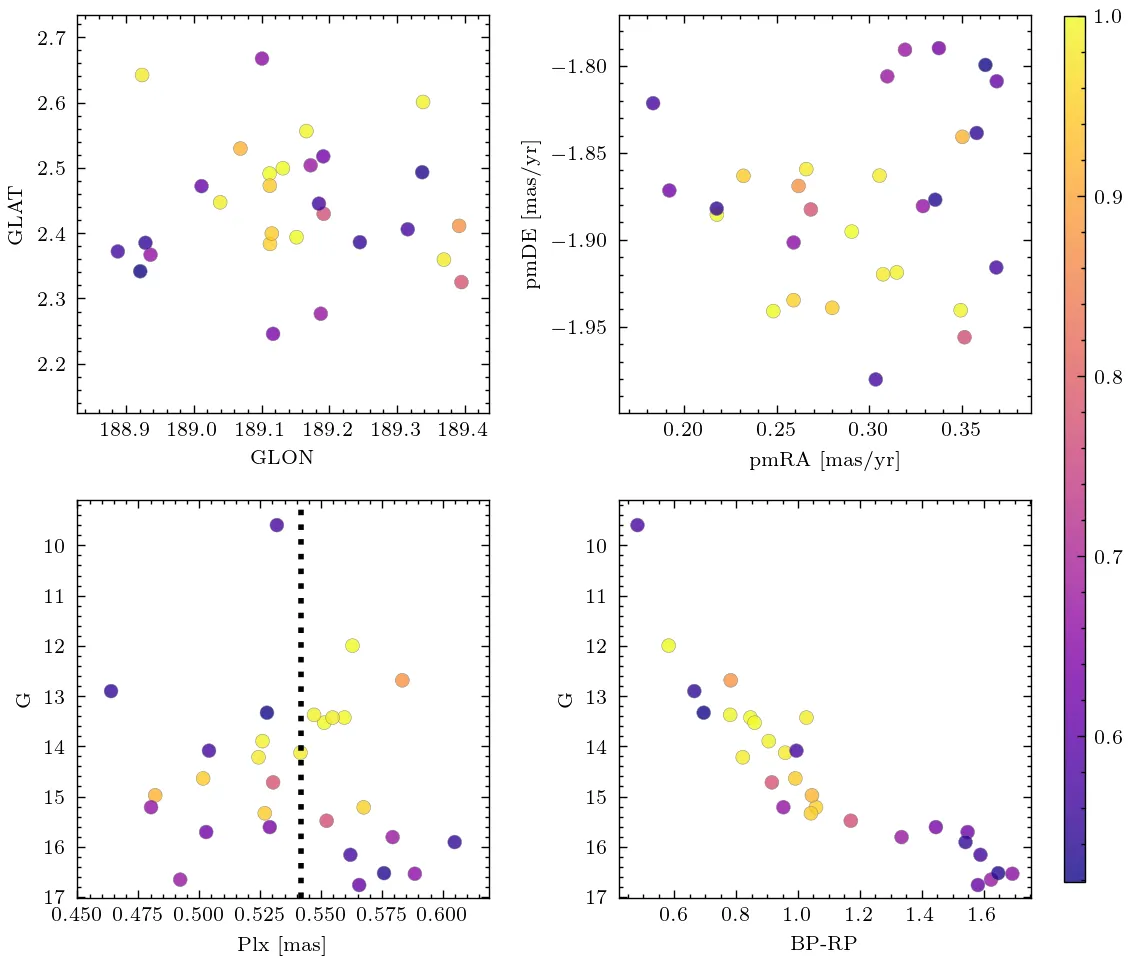 2.7
2.6
2.5
2.4
2.3
2.2
GLAT
188.9 189.0 189.1 189.2 189.3 189.4
GLON
−1.80
−1.85
−1.90
−1.95
pmDE [mas/yr]
0.20 0.25 0.30 0.35
pmRA [mas/yr]
10
11
12
13
14
15
16
17
G
0.450 0.475 0.500 0.525 0.550 0.575 0.600
Plx [mas]
10
11
12
13
14
15
16
17
G
0.6 0.8 1.0 1.2 1.4 1.6
BP-RP
1.0
0.9
0.8
0.7
0.6